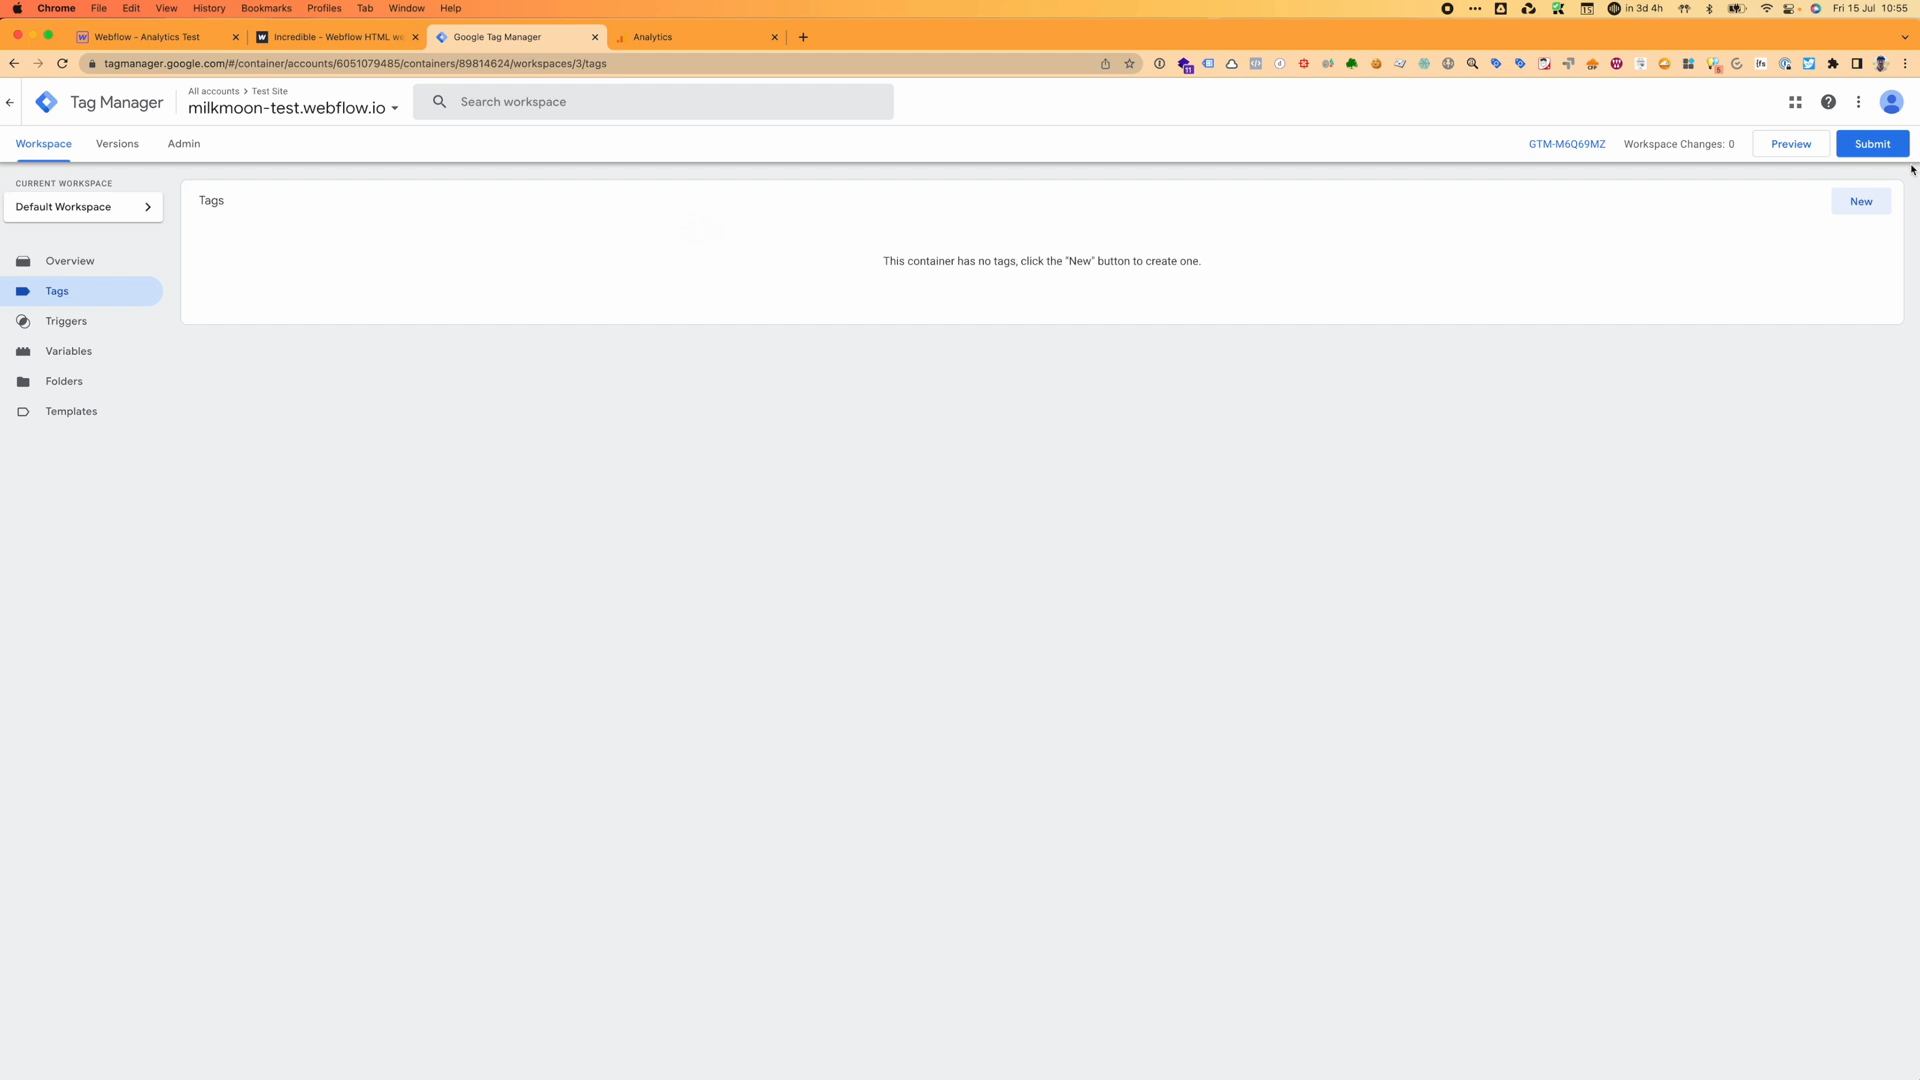 Chrome File Edit View History Bookmarks Profiles Tab Window Help in 3d 4h Fri 15 Jul 10:55
Webflow - Analytics Test Incredible - Webflow HTML we Google Tag Manager Analytics
tagmanager.google.com/#/container/accounts/6051079485/containers/89814624/workspaces/3/tags
Tag Manager
All accounts > Test Site
milkmoon-test.webflow.io
Search workspace
Workspace Versions Admin GTM-M6Q69MZ Workspace Changes: 0 Preview Submit
CURRENT WORKSPACE
Default Workspace
Overview
Tags
Triggers
Variables
Folders
Templates
Tags
New
This container has no tags, click the "New" button to create one.